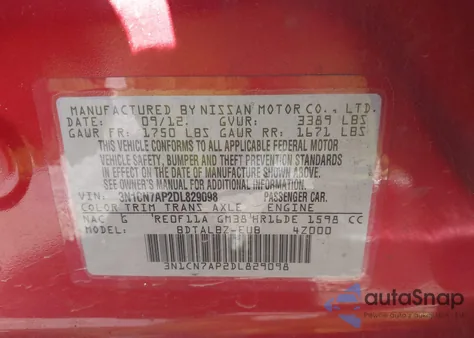 MANUFACTURED BY NISSAN MOTOR CO., LTD.
DATE: 09/12 GVWR: 3389 LBS
GAWR FR: 1750 LBS GAWR RR: 1671 LBS
THIS VEHICLE CONFORMS TO ALL APPLICABLE FEDERAL MOTOR
VEHICLE SAFETY, BUMPER AND THEFT PREVENTION STANDARDS
IN EFFECT ON THE DATE OF MANUFACTURE SHOWN ABOVE.
SEE OWNER'S MANUAL FOR ADDITIONAL INFORMATION.
VIN: 3N1CN7AP2DL829098 PASSENGER CAR.
COLOR TRIM TRANS AXLE ENGINE
NAC G RE0F11A GM38 HR16DE 1598 CC
BDTALBZ-EUB 4Z000
3N1CN7AP2DL829098
autoSnap